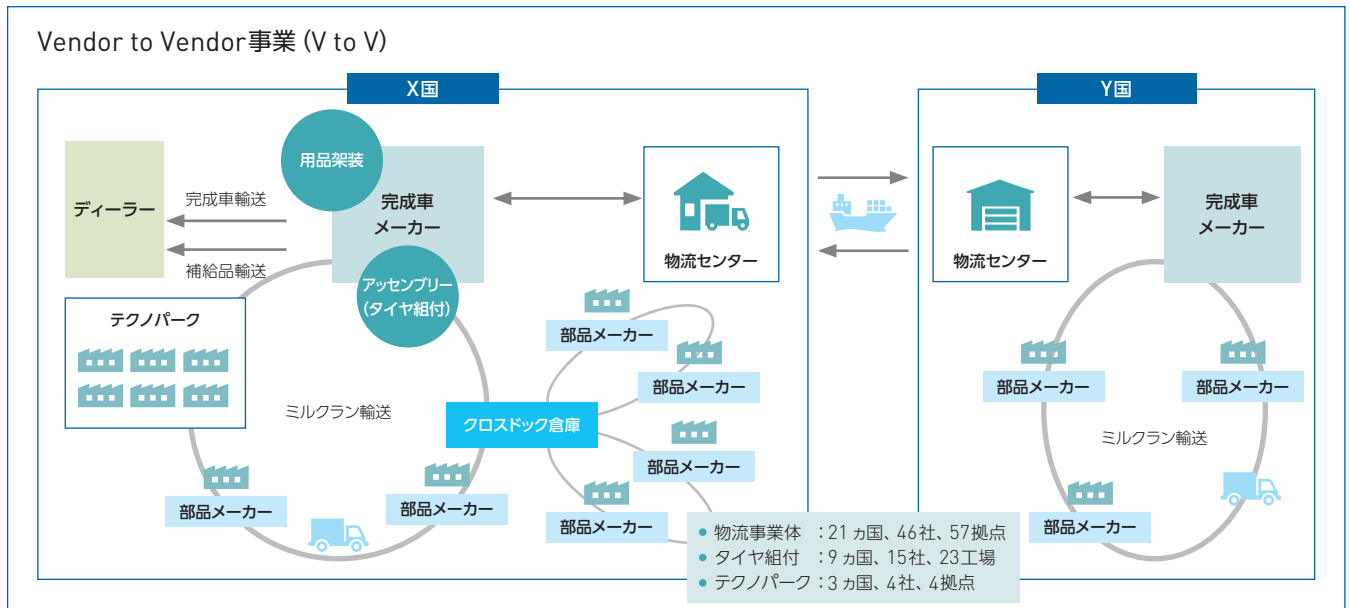 Vendor to Vendor事業 (V to V)
X国
Y国
用品架装
ディーラー
完成車輸送
補給品輸送
完成車
メーカー
アッセンブリー
(タイヤ組付)
物流センター
物流センター
完成車
メーカー
テクノパーク
ミルクラン輸送
クロスドック倉庫
部品メーカー
部品メーカー
部品メーカー
部品メーカー
部品メーカー
部品メーカー
部品メーカー
部品メーカー
ミルクラン輸送
部品メーカー
● 物流事業体 :21ヵ国、46社、57拠点
● タイヤ組付 :9ヵ国、15社、23工場
● テクノパーク:3ヵ国、4社、4拠点